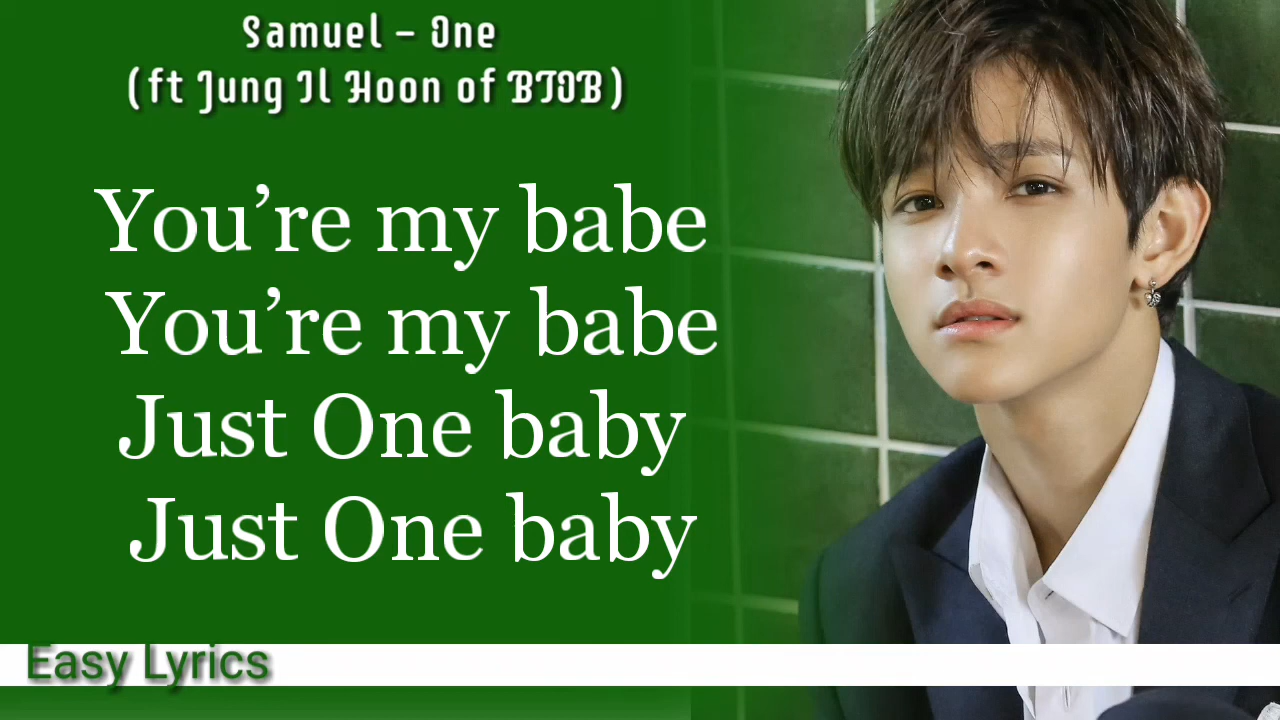 Samuel – One
(ft Jung Il Hoon of BTOB)
You’re my babe
You’re my babe
Just One baby
Just One baby
Easy Lyrics